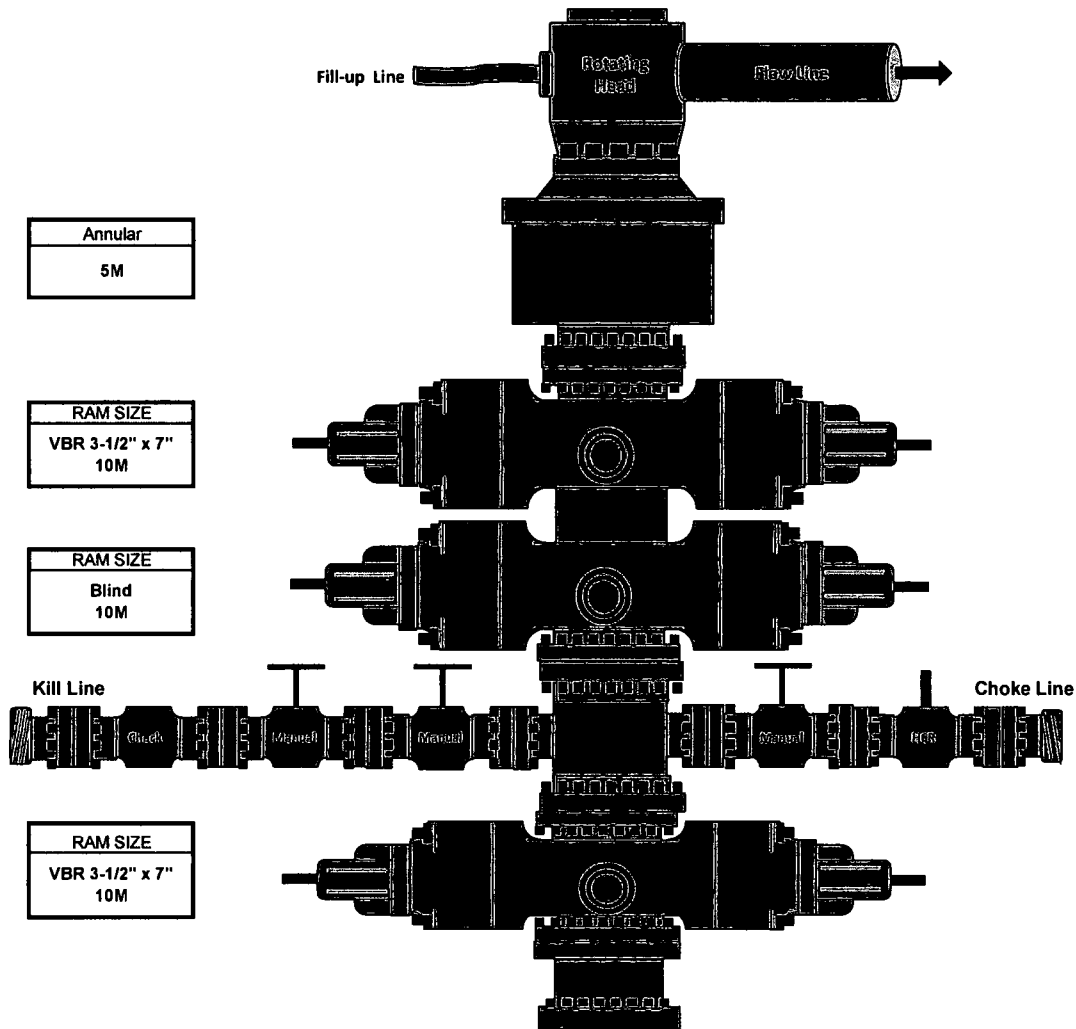 Fill-up Line
Rotating
Head
Flow Line
Annular
5M
RAM SIZE
VBR 3-1/2" x 7"
10M
RAM SIZE
Blind
10M
Kill Line
Choke Line
Check
Manual
Manual
Manual
HCR
RAM SIZE
VBR 3-1/2" x 7"
10M